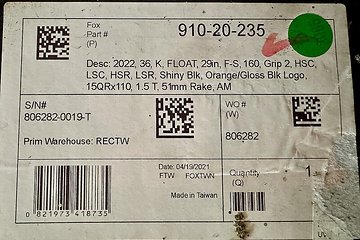 Fox
Part #
(P)
910-20-235
Desc: 2022, 36, K, FLOAT, 29in, F-S, 160, Grip 2, HSC,
LSC, HSR, LSR, Shiny Blk, Orange/Gloss Blk Logo,
15QRx110, 1.5 T, 51mm Rake, AM
S/N#
806282-0019-T
Prim Warehouse: RECTW
WO #
(W)
806282
Date: 04/19/2021
FTW FOXTWN
Made in Taiwan
Quantity
(Q)
1
0 821973 418735